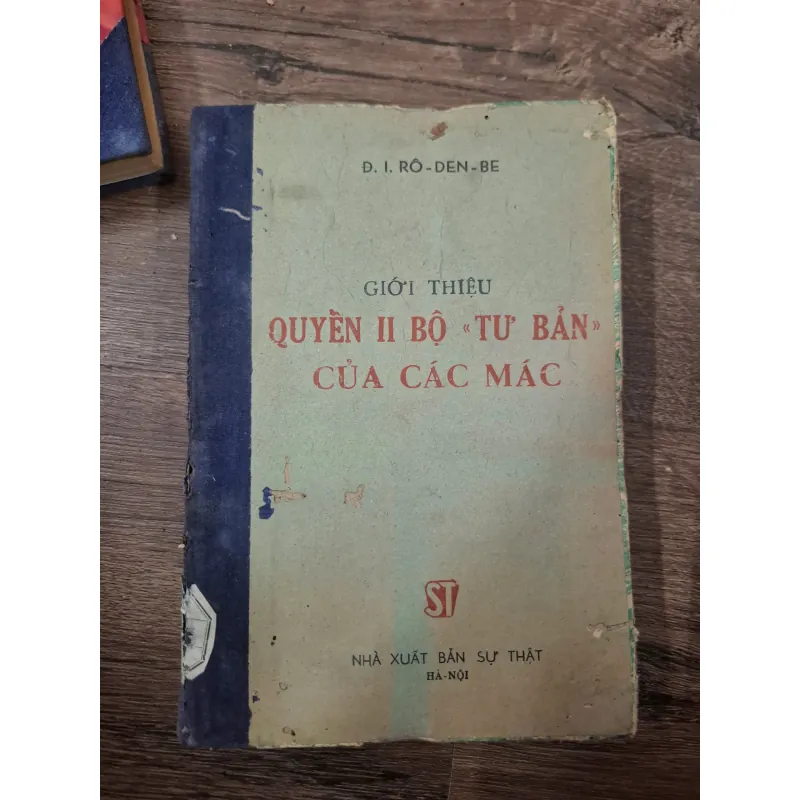 Đ. I. RÔ-DEN-BE
GIỚI THIỆU
QUYỀN II BỘ «TƯ BẢN»
CỦA CÁC MÁC
ST
NHÀ XUẤT BẢN SỰ THẬT
HÀ-NỘI